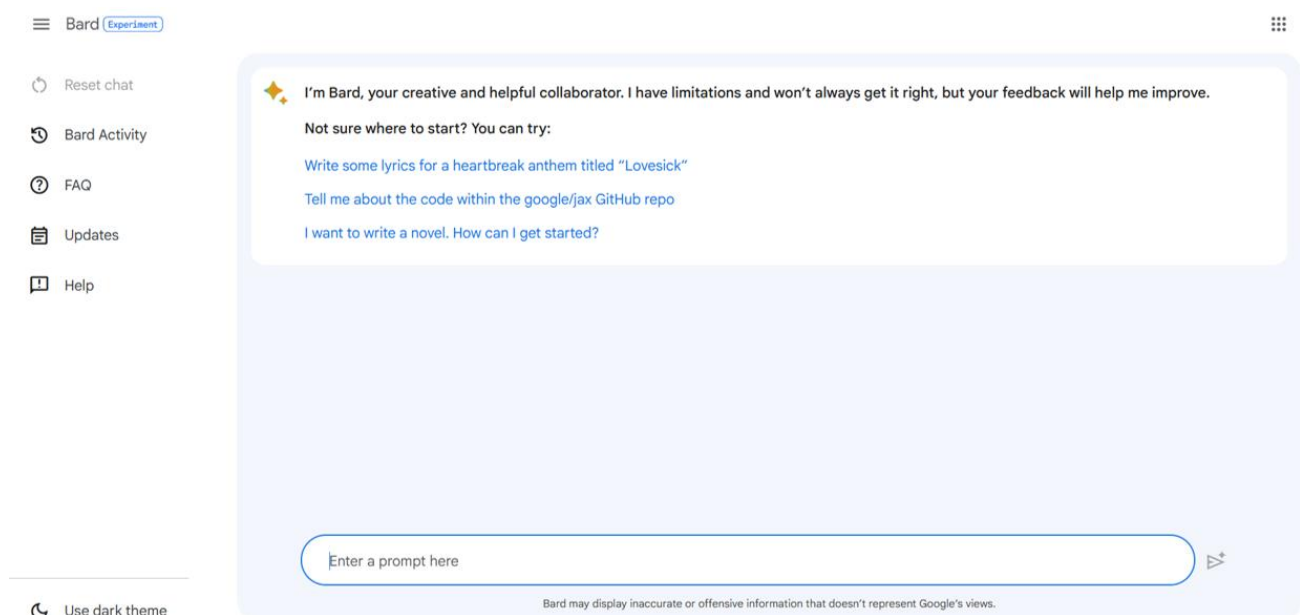 Bard Experiment
Reset chat
Bard Activity
FAQ
Updates
Help
Use dark theme
I'm Bard, your creative and helpful collaborator. I have limitations and won't always get it right, but your feedback will help me improve.
Not sure where to start? You can try:
Write some lyrics for a heartbreak anthem titled “Lovesick”
Tell me about the code within the google/jax GitHub repo
I want to write a novel. How can I get started?
Enter a prompt here
Bard may display inaccurate or offensive information that doesn't represent Google's views.